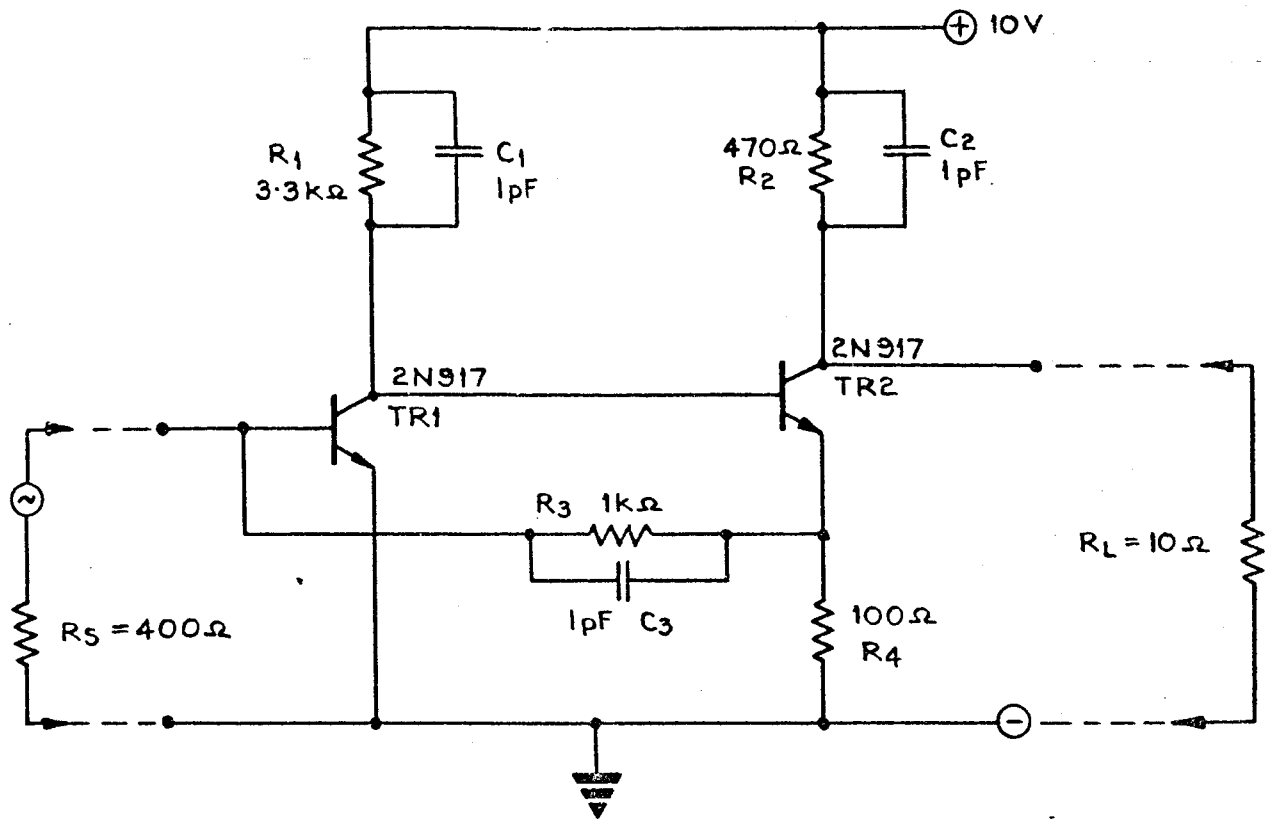 10V
R1
3.3kΩ
C1
1pF
470Ω
R2
C2
1pF.
2N917
TR1
2N917
TR2
R3 1kΩ
1pF C3
RS = 400Ω
100Ω
R4
RL = 10Ω